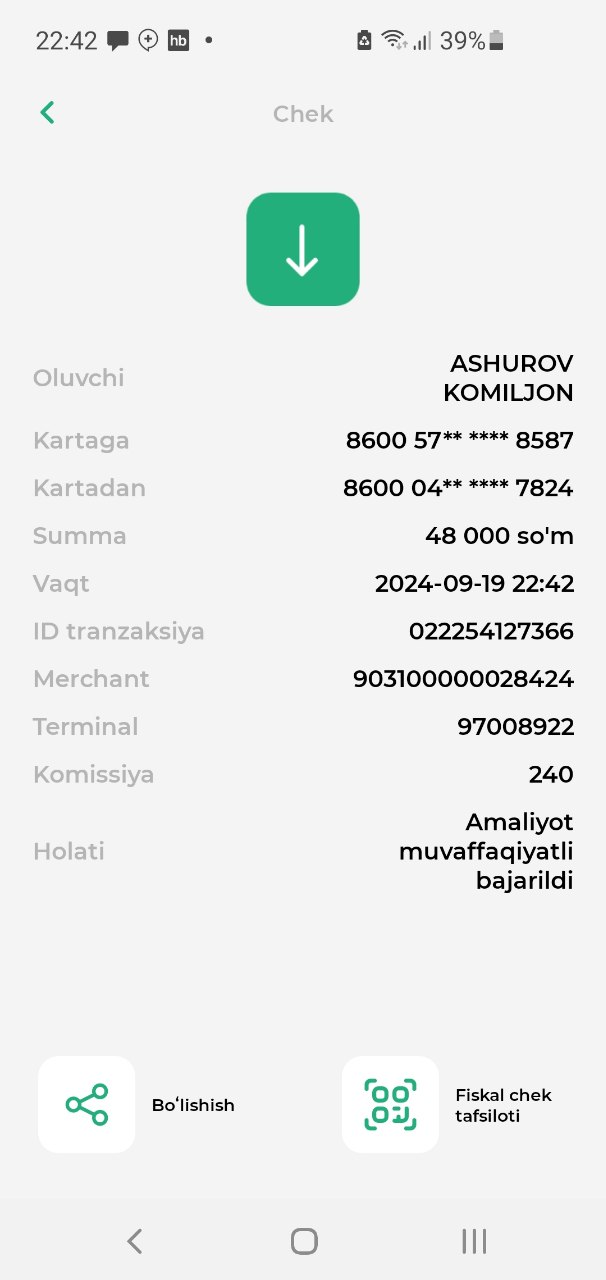 22:42 hb 39%
Chek
Oluvchi ASHUROV
KOMILJON
Kartaga 8600 57** **** 8587
Kartadan 8600 04** **** 7824
Summa 48 000 so'm
Vaqt 2024-09-19 22:42
ID tranzaksiya 022254127366
Merchant 903100000028424
Terminal 97008922
Komissiya 240
Holati Amaliyot
muvaffaqiyatli
bajarildi
Boʻlishish
Fiskal chek
tafsiloti